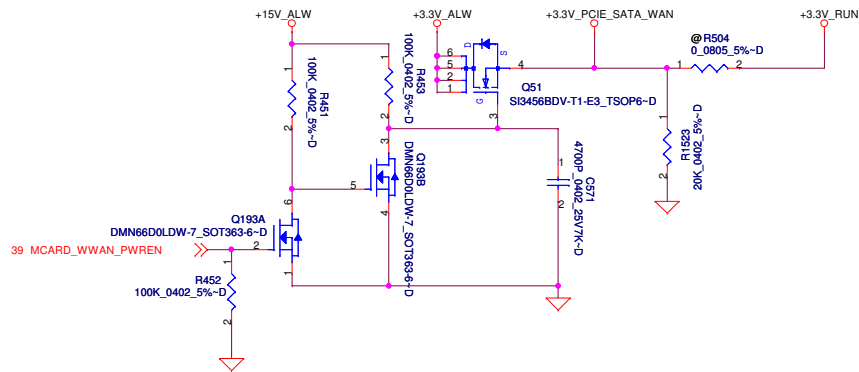 +15V_ALW
+3.3V_ALW
+3.3V_PCIE_SATA_WAN
+3.3V_RUN
1
R451
100K_0402_5%~D
2
1
R453
100K_0402_5%~D
2
6
5
2
1
D
S
G
4
3
Q51
SI3456BDV-T1-E3_TSOP6~D
@R504
0_0805_5%~D
1
2
1
R1523
20K_0402_5%~D
2
3
5
4
Q193B
DMN66D0LDW-7_SOT363-6~D
1
C571
4700P_0402_25V7K~D
2
Q193A
DMN66D0LDW-7_SOT363-6~D
6
2
1
39 MCARD_WWAN_PWREN
1
R452
100K_0402_5%~D
2